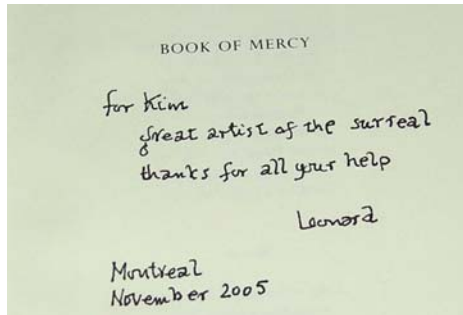 BOOK OF MERCY
for Kim
great artist of the surreal
thanks for all your help
Leonard
Montreal
November 2005